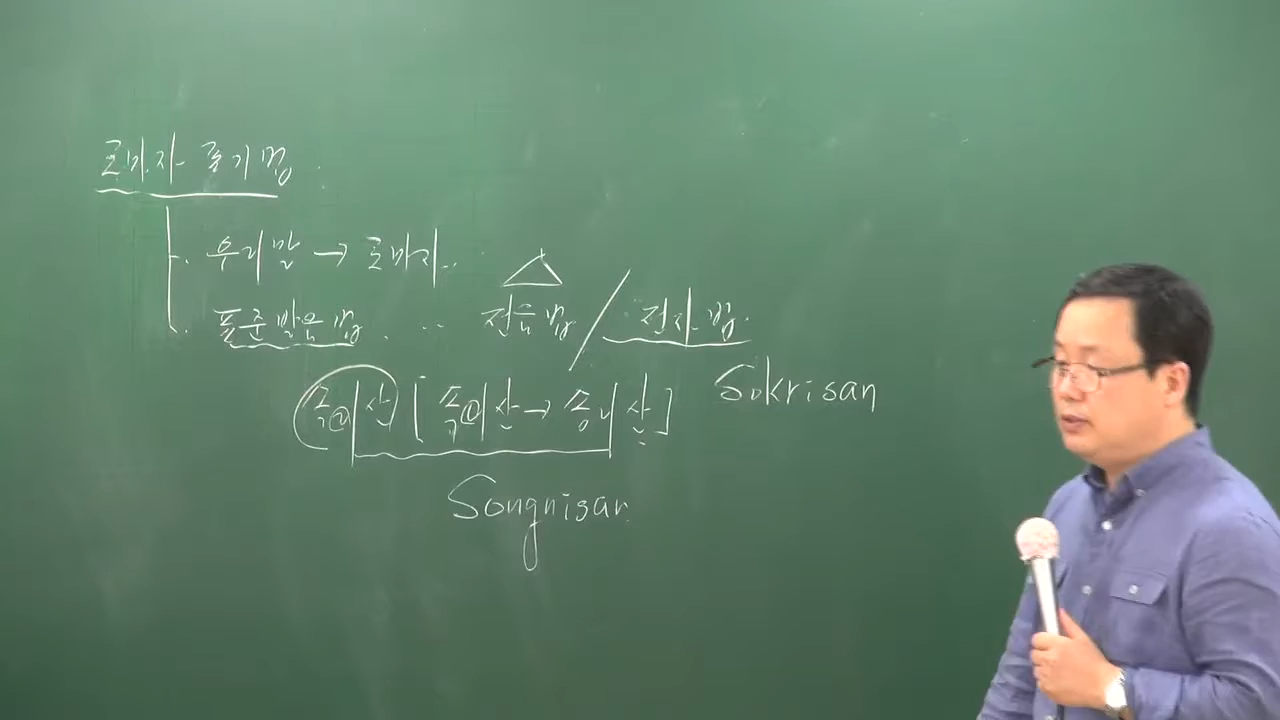 로마자 표기법.
우리말 → 로마자.
표준발음법. .. 전음법 / 전자법.
속리산 [속리산→송니산] Sokrisan
Songnisan